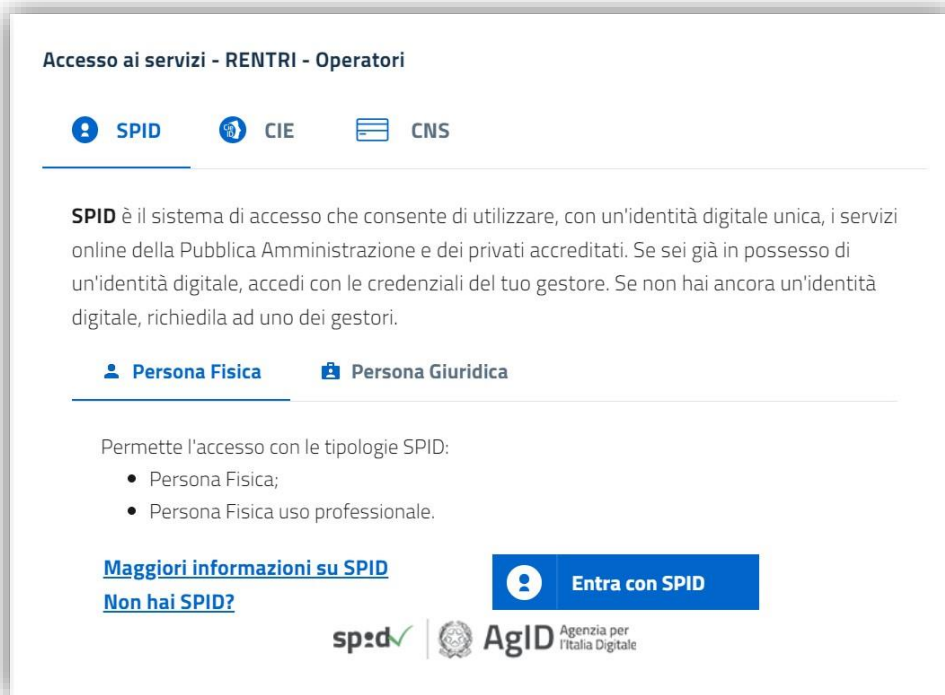 Accesso ai servizi - RENTRI - Operatori
SPID CIE CNS
SPID è il sistema di accesso che consente di utilizzare, con un'identità digitale unica, i servizi
online della Pubblica Amministrazione e dei privati accreditati. Se sei già in possesso di
un'identità digitale, accedi con le credenziali del tuo gestore. Se non hai ancora un'identità
digitale, richiedila ad uno dei gestori.
Persona Fisica Persona Giuridica
Permette l'accesso con le tipologie SPID:
• Persona Fisica;
• Persona Fisica uso professionale.
Maggiori informazioni su SPID
Non hai SPID?
Entra con SPID
spid AgID Agenzia per
l'Italia Digitale